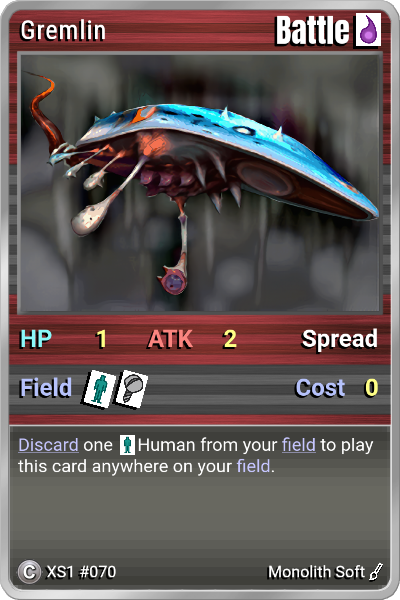 Gremlin Battle
HP 1 ATK 2 Spread
Field Cost 0
Discard one Human from your field to play
this card anywhere on your field.
C XS1 #070 Monolith Soft